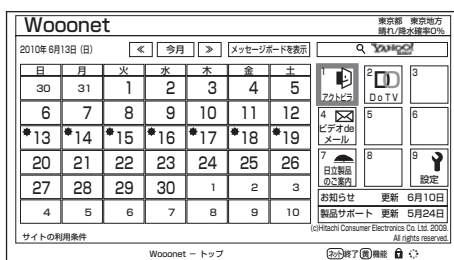 Wooonet
東京都 東京地方
晴れ/降水確率0%
2010年 6月13日（日）
≪ 今月 ≫ メッセージボードを表示
YAHOO!
日 月 火 水 木 金 土
30 31 1 2 3 4 5
6 7 8 9 10 11 12
*13 *14 *15 *16 *17 *18 *19
20 21 22 23 24 25 26
27 28 29 30 1 2 3
4 5 6 7 8 9 10
サイトの利用条件
1 アクトビラ
2 DoTV
3
4 ビデオde
メール
5
6
7 日立製品
のご案内
8
9 設定
お知らせ 更新 6月10日
製品サポート 更新 5月24日
(c)Hitachi Consumer Electronics Co. Ltd. 2009.
All rights reserved.
Wooonet － トップ
ネット終了 黄 機能